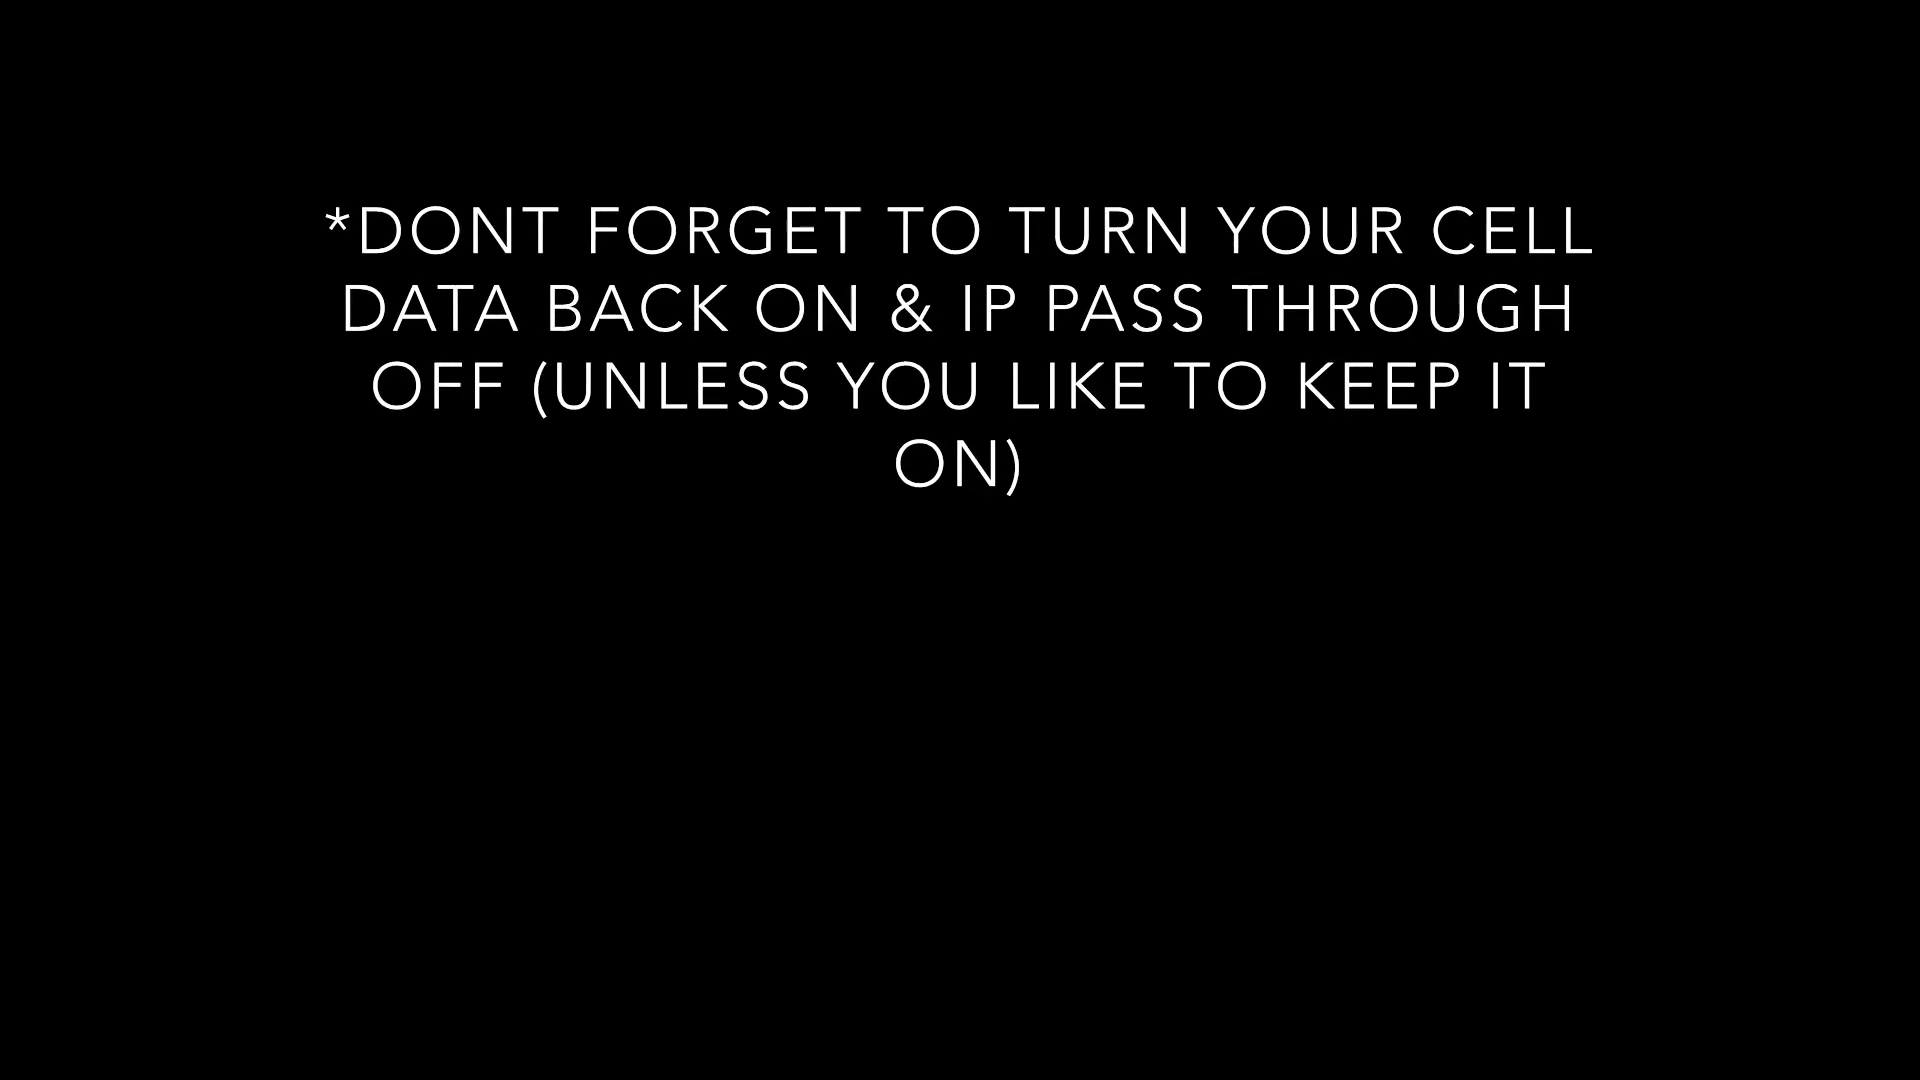 *DONT FORGET TO TURN YOUR CELL
DATA BACK ON & IP PASS THROUGH
OFF (UNLESS YOU LIKE TO KEEP IT
ON)